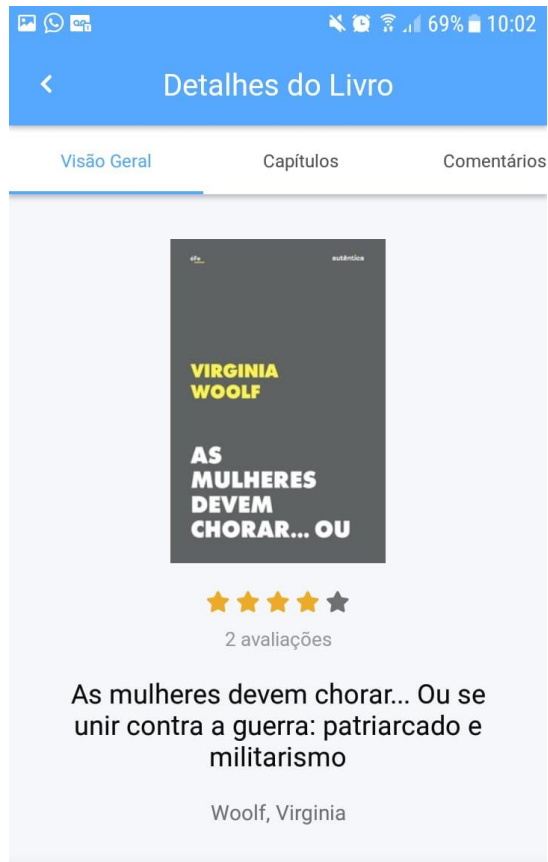 69% 10:02
Detalhes do Livro
Visão Geral Capítulos Comentários
éfe autêntica
VIRGINIA
WOOLF
AS
MULHERES
DEVEM
CHORAR... OU
2 avaliações
As mulheres devem chorar... Ou se
unir contra a guerra: patriarcado e
militarismo
Woolf, Virginia